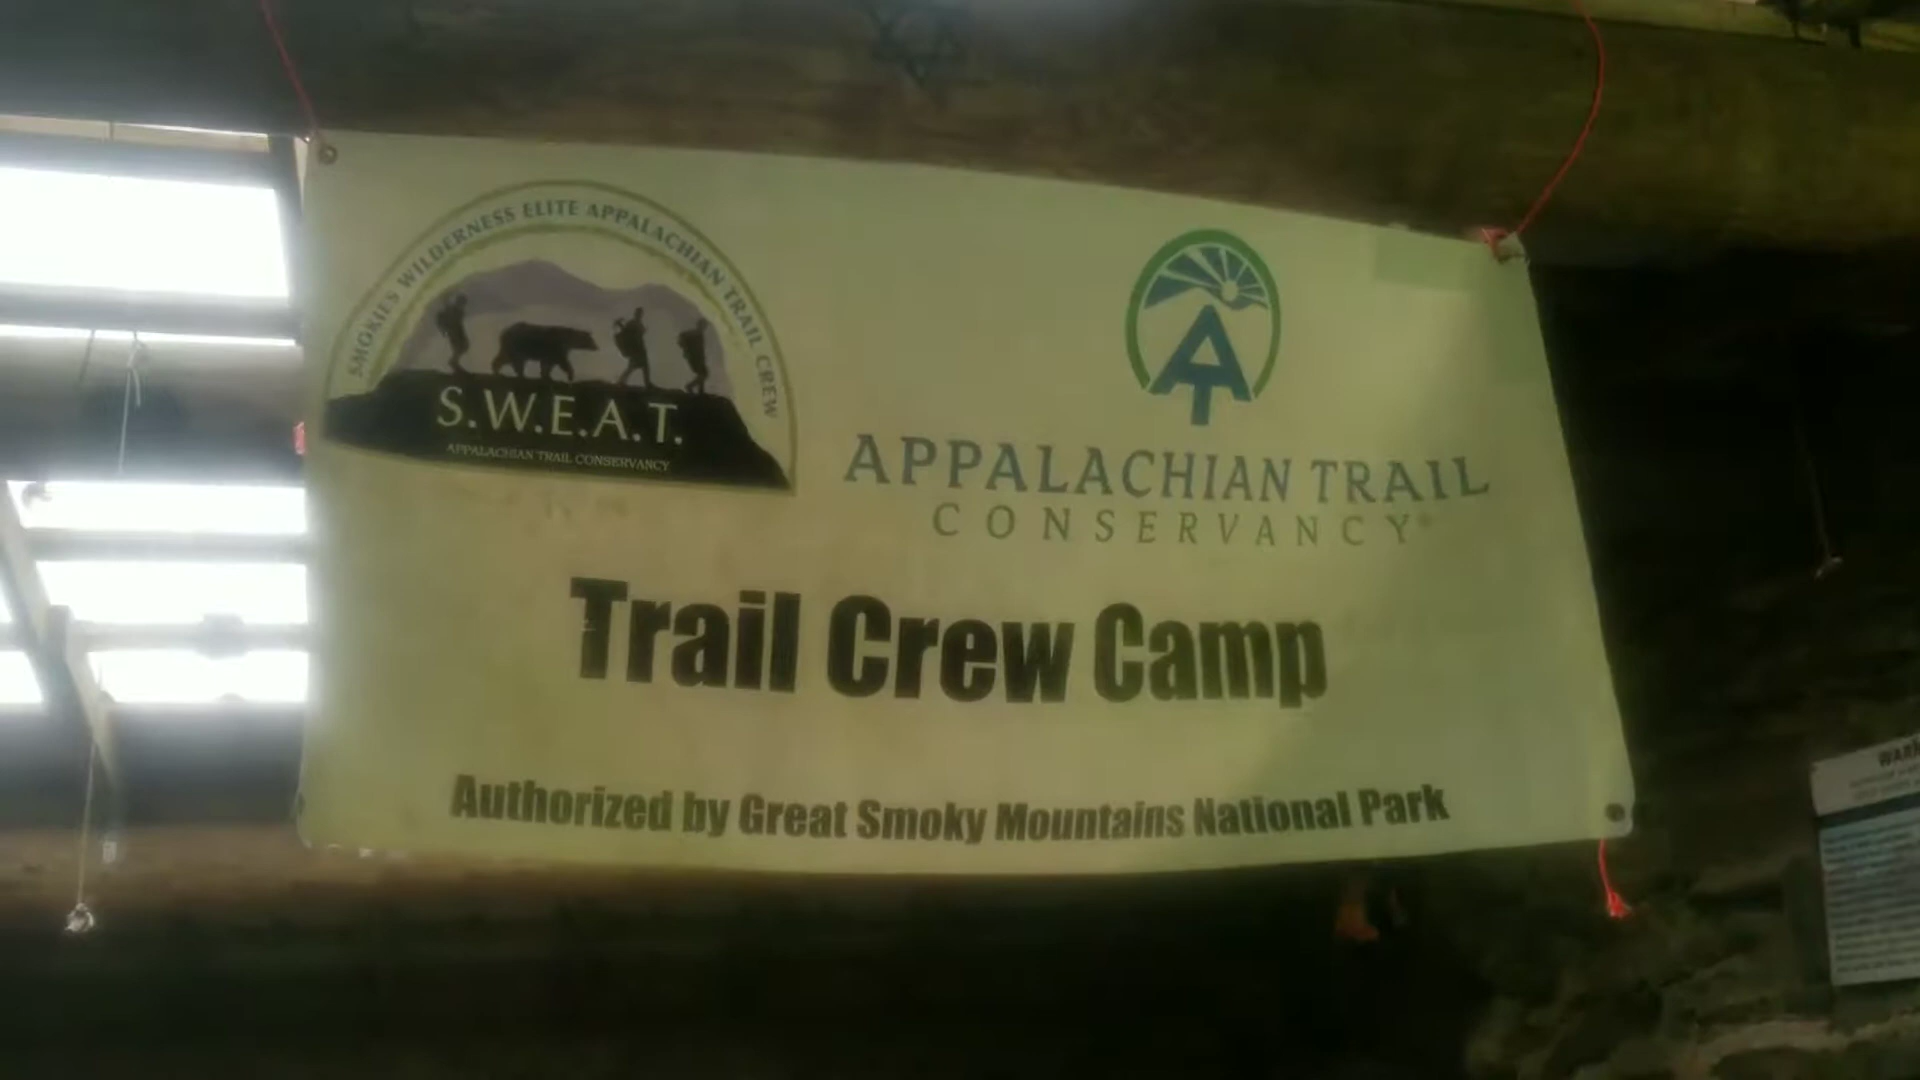 SMOKIES WILDERNESS ELITE APPALACHIAN TRAIL CREW
S.W.E.A.T.
APPALACHIAN TRAIL CONSERVANCY
APPALACHIAN TRAIL
CONSERVANCY
Trail Crew Camp
Authorized by Great Smoky Mountains National Park